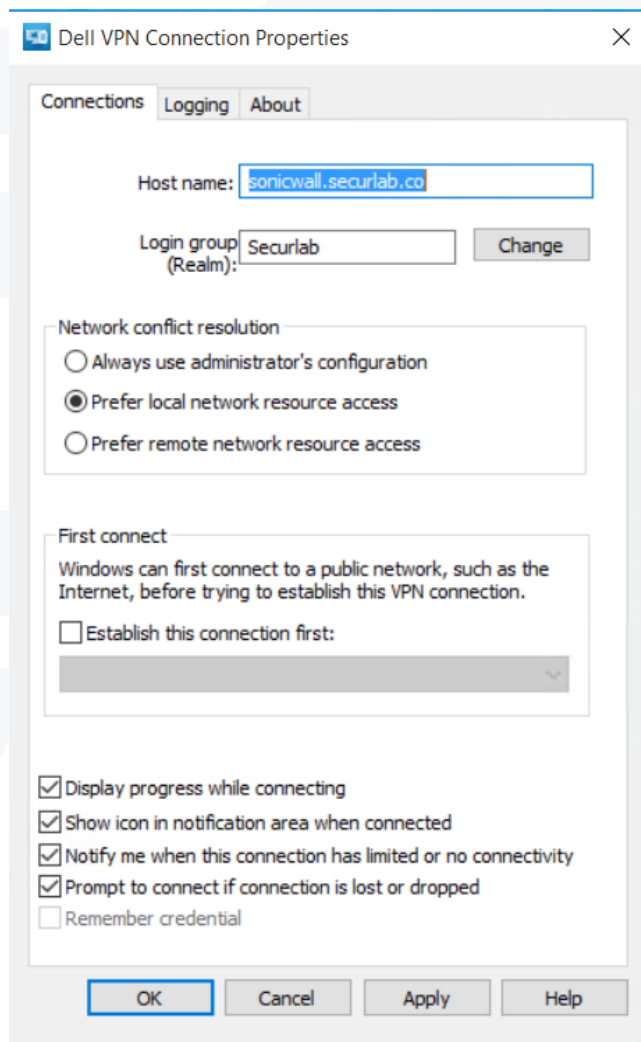 Dell VPN Connection Properties
Connections Logging About
Host name: sonicwall.securlab.co
Login group
(Realm): Securlab Change
Network conflict resolution
Always use administrator's configuration
Prefer local network resource access
Prefer remote network resource access
First connect
Windows can first connect to a public network, such as the
Internet, before trying to establish this VPN connection.
Establish this connection first:
Display progress while connecting
Show icon in notification area when connected
Notify me when this connection has limited or no connectivity
Prompt to connect if connection is lost or dropped
Remember credential
OK Cancel Apply Help